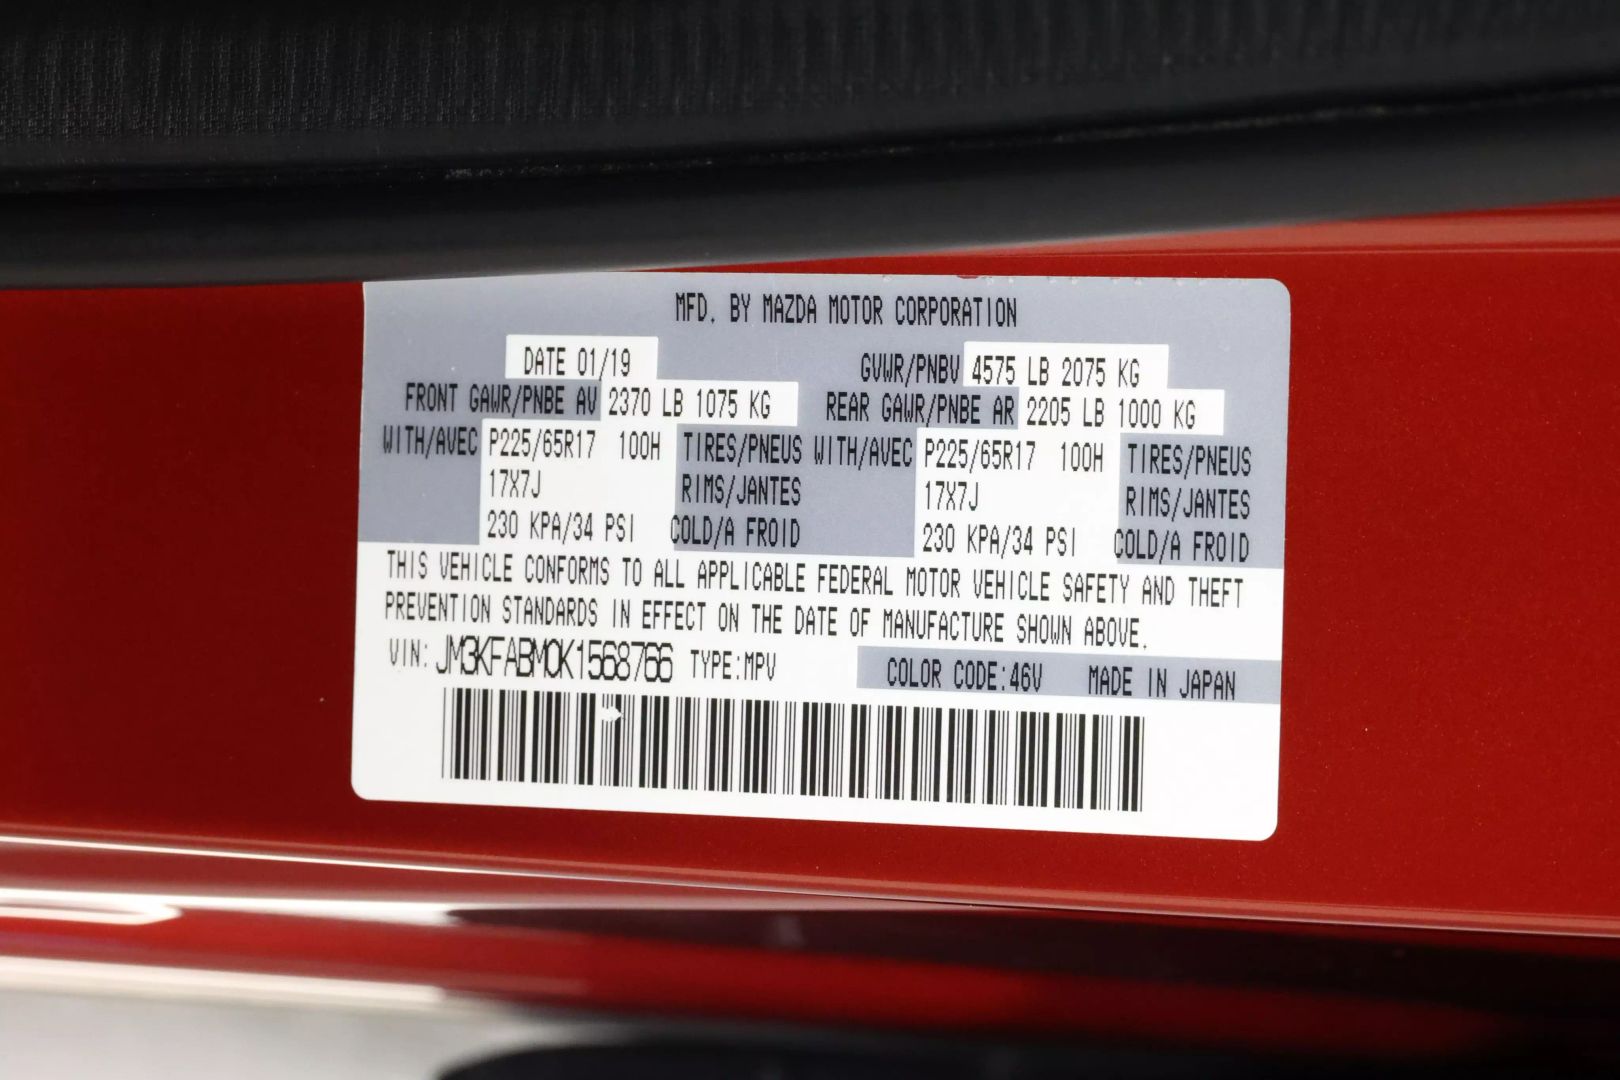 MFD. BY MAZDA MOTOR CORPORATION
DATE 01/19 GVWR/PNBV 4575 LB 2075 KG
FRONT GAWR/PNBE AV 2370 LB 1075 KG REAR GAWR/PNBE AR 2205 LB 1000 KG
WITH/AVEC P225/65R17 100H TIRES/PNEUS WITH/AVEC P225/65R17 100H TIRES/PNEUS
17X7J RIMS/JANTES 17X7J RIMS/JANTES
230 KPA/34 PSI COLD/A FROID 230 KPA/34 PSI COLD/A FROID
THIS VEHICLE CONFORMS TO ALL APPLICABLE FEDERAL MOTOR VEHICLE SAFETY AND THEFT
PREVENTION STANDARDS IN EFFECT ON THE DATE OF MANUFACTURE SHOWN ABOVE.
VIN: JM3KFABM0K1568766 TYPE:MPV COLOR CODE:46V MADE IN JAPAN